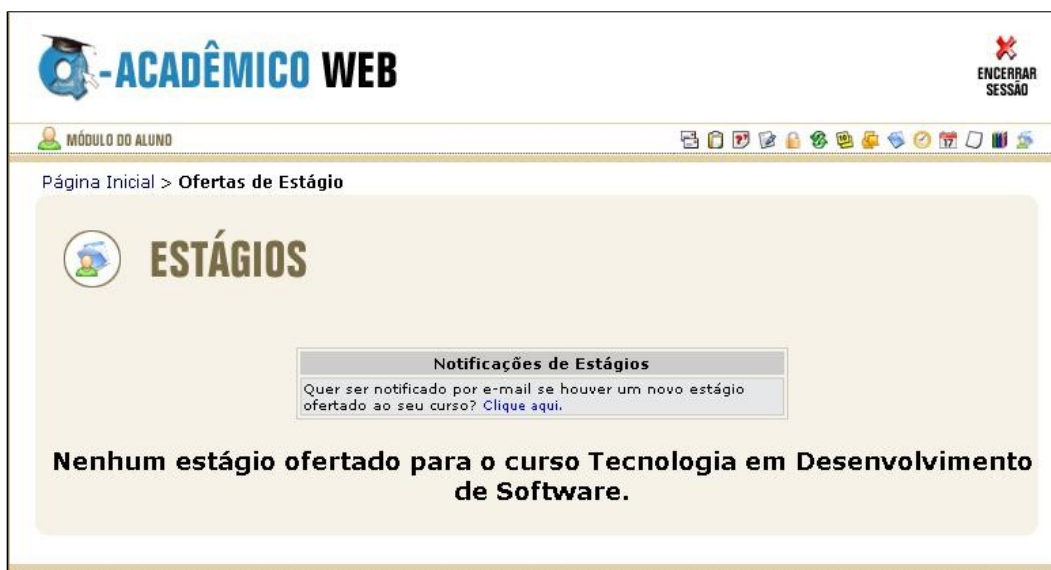 Q-ACADÊMICO WEB
ENCERRAR
SESSÃO
MÓDULO DO ALUNO
17
Página Inicial > Ofertas de Estágio
ESTÁGIOS
Notificações de Estágios
Quer ser notificado por e-mail se houver um novo estágio
ofertado ao seu curso? Clique aqui.
Nenhum estágio ofertado para o curso Tecnologia em Desenvolvimento
de Software.